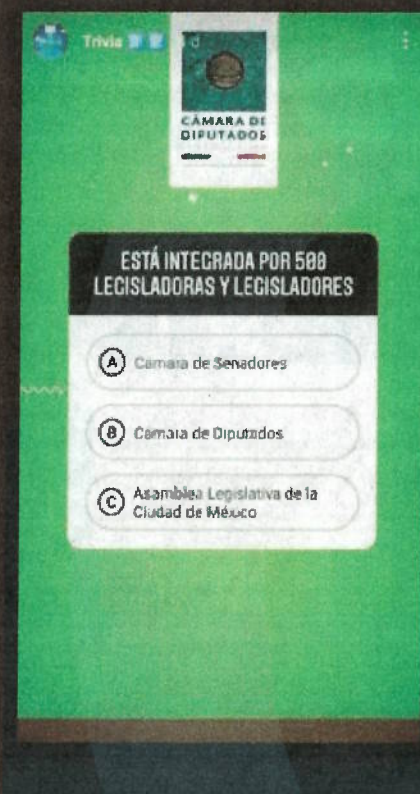 Trivia
d
CÁMARA DE
DIPUTADOS
ESTÁ INTEGRADA POR 500
LEGISLADORAS Y LEGISLADORES
A Cámara de Senadores
B Cámara de Diputados
C Asamblea Legislativa de la
Ciudad de México